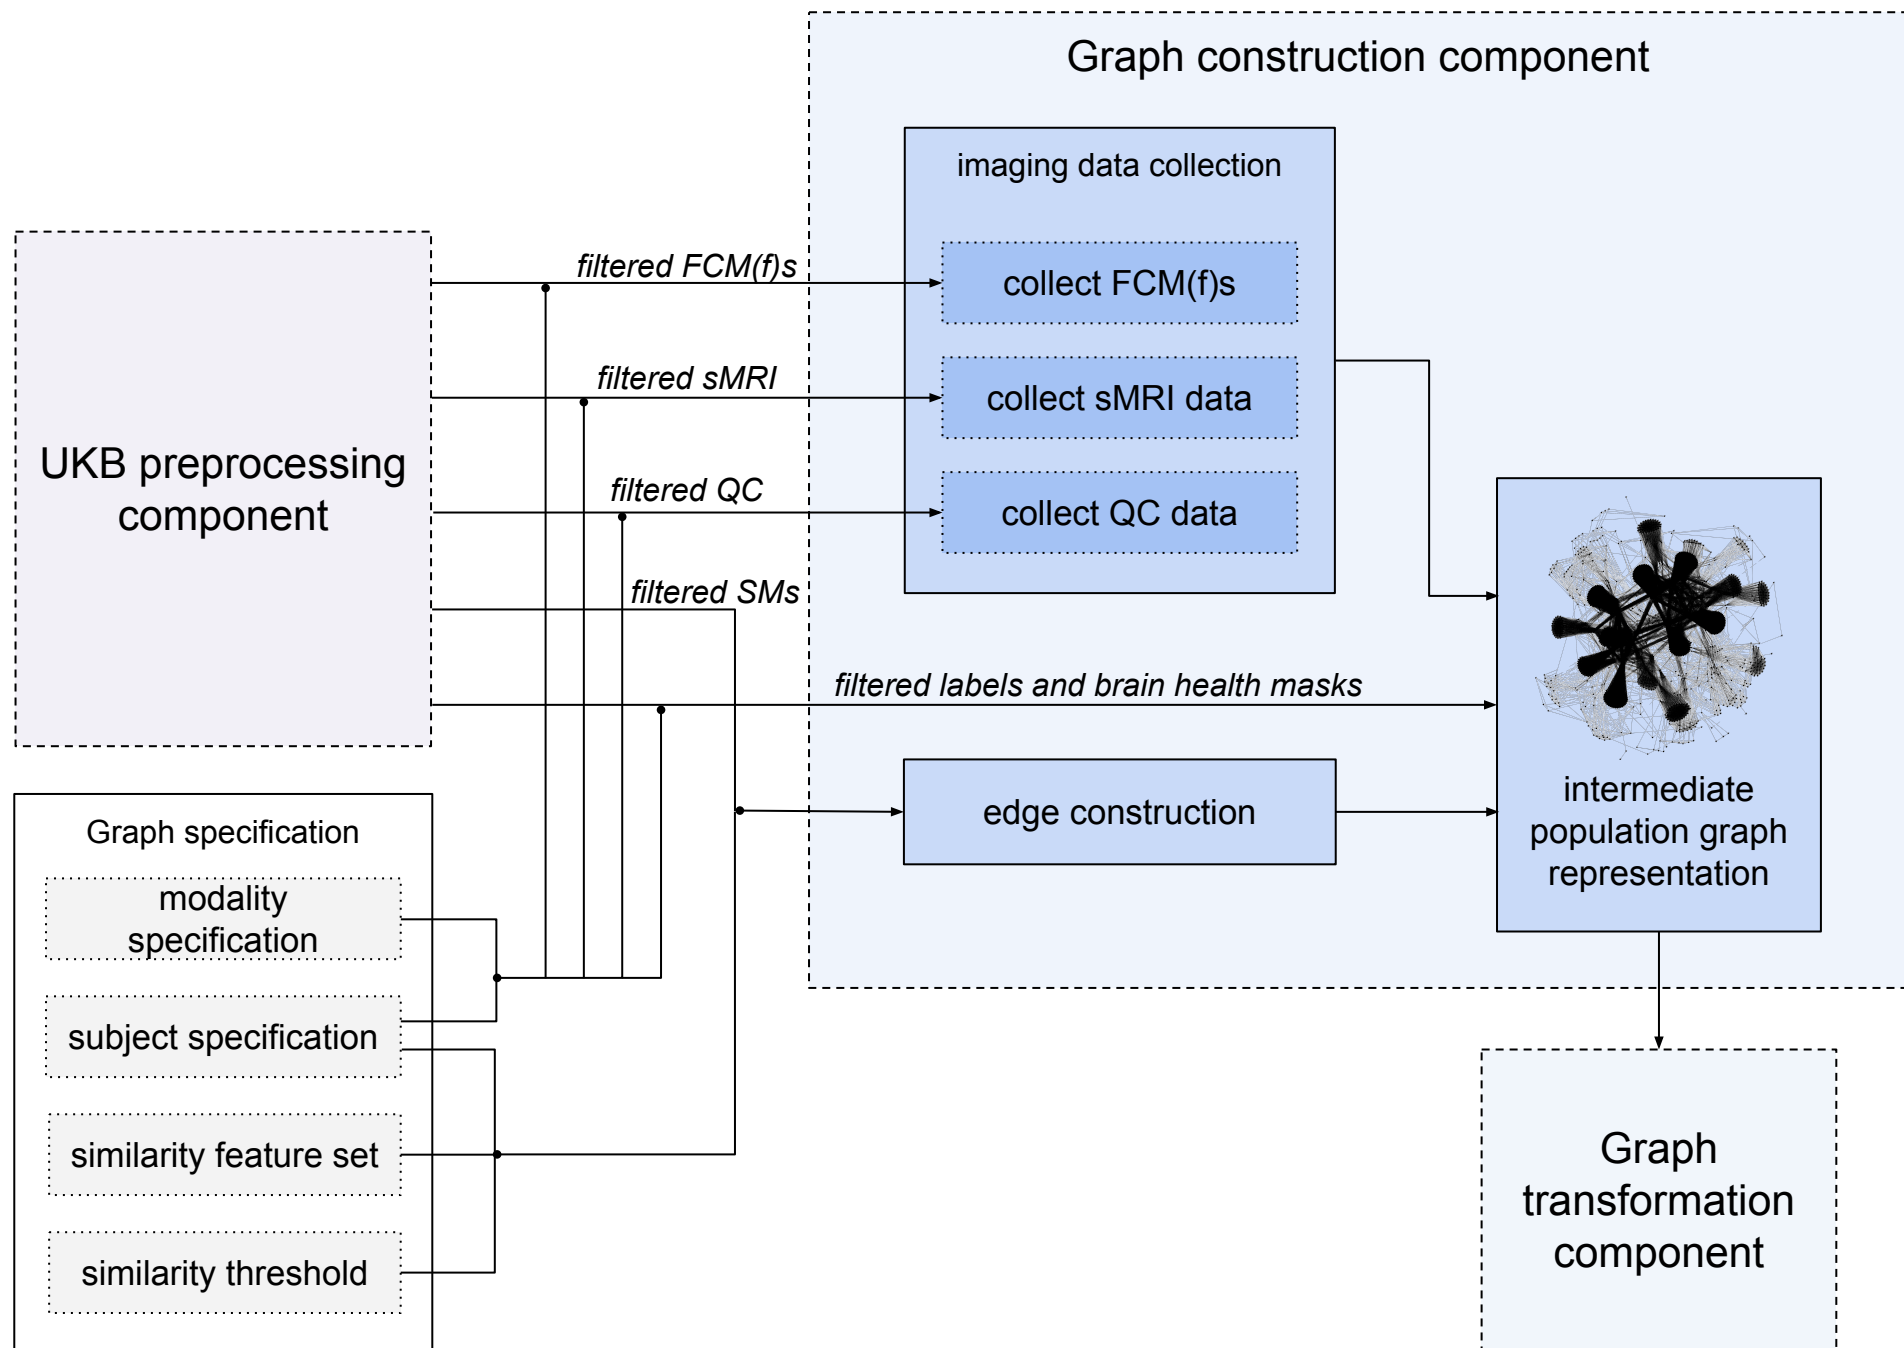 Graph construction component
imaging data collection
filtered FCM(f)s
collect FCM(f)s
filtered sMRI
collect sMRI data
UKB preprocessing
component
filtered QC
collect QC data
filtered SMs
filtered labels and brain health masks
edge construction
intermediate
population graph
representation
Graph specification
modality
specification
subject specification
similarity feature set
similarity threshold
Graph
transformation
component